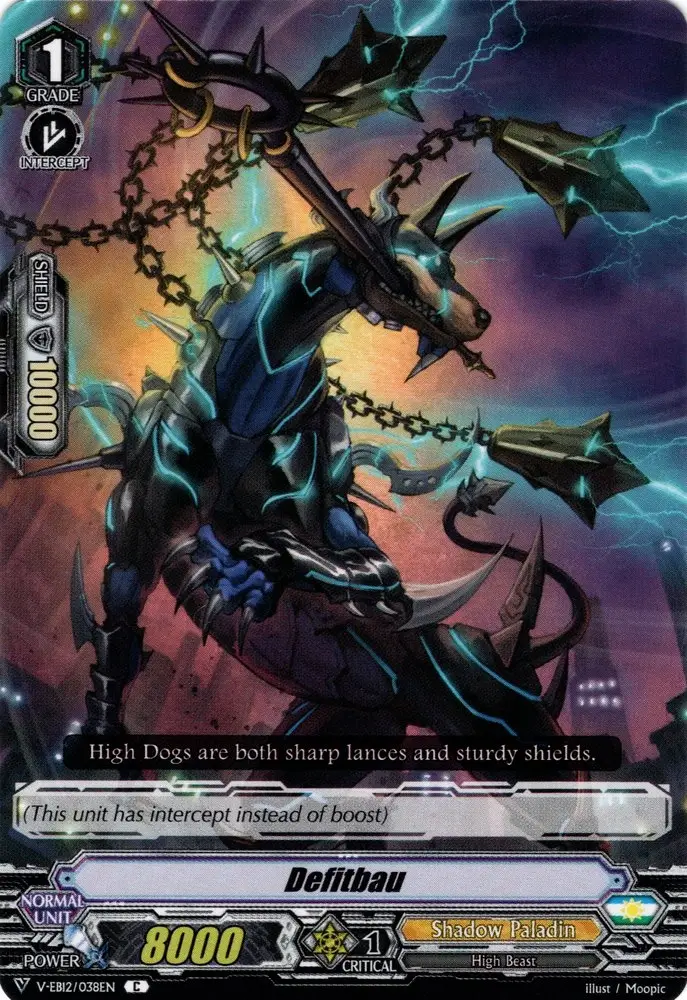 1
GRADE
INTERCEPT
SHIELD
10000
High Dogs are both sharp lances and sturdy shields.
(This unit has intercept instead of boost)
Defitbau
NORMAL
UNIT
POWER
8000
1
CRITICAL
Shadow Paladin
High Beast
V-EB12/038EN
C
illust / Moopic